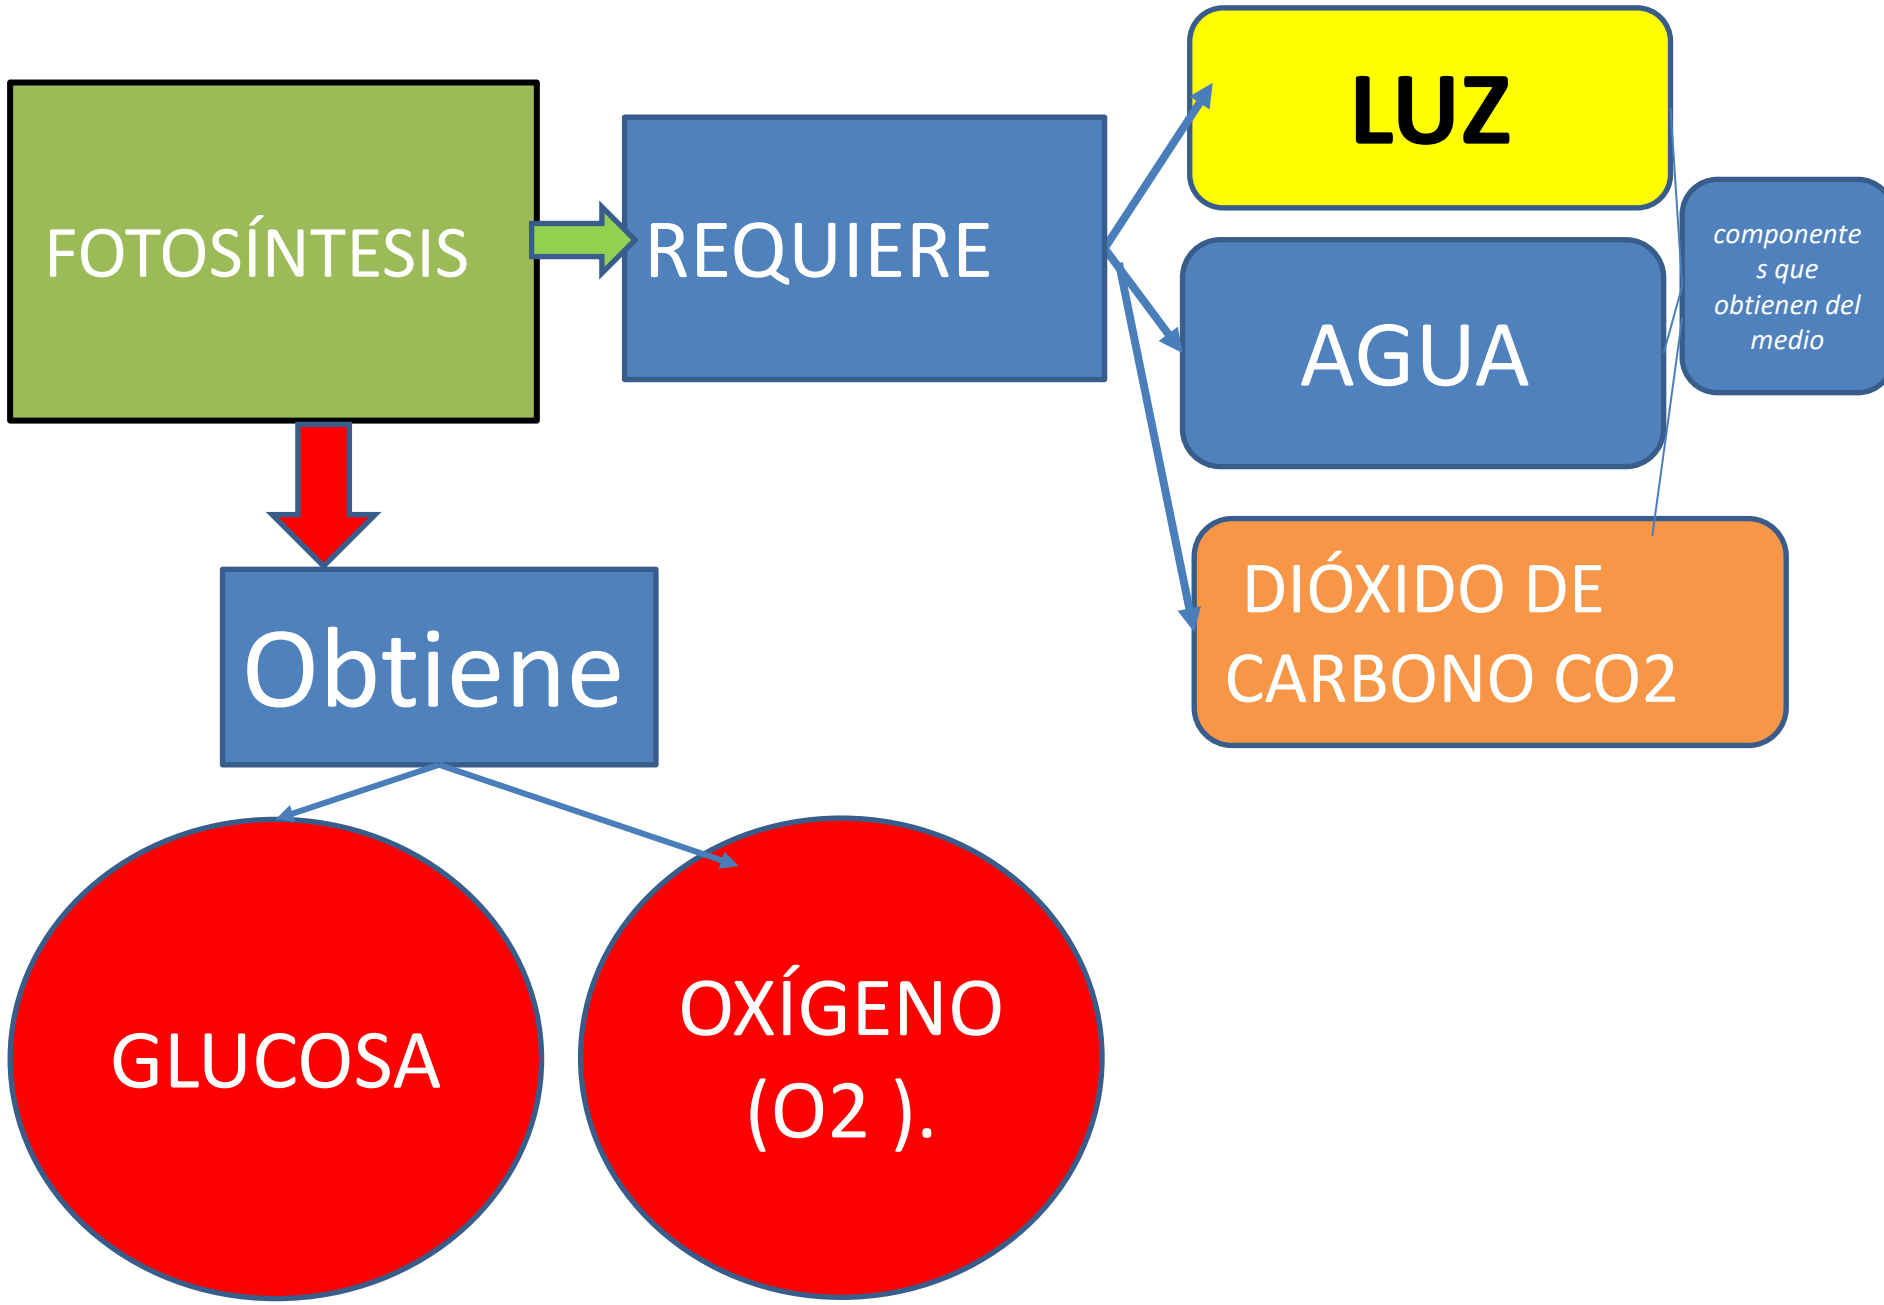 FOTOSÍNTESIS
REQUIERE
LUZ
AGUA
DIÓXIDO DE
CARBONO CO2
componente
s que
obtienen del
medio
Obtiene
GLUCOSA
OXÍGENO
(O2 ).